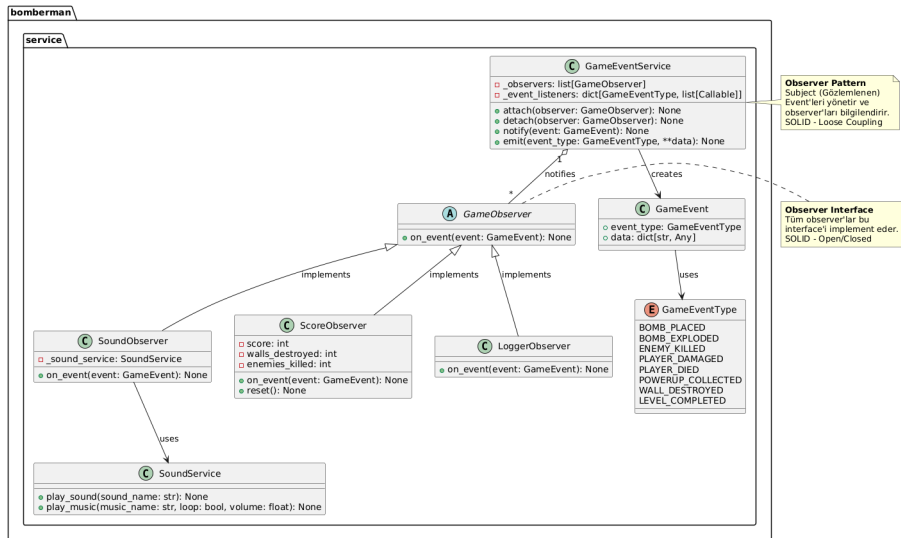 bomberman
service
C GameEventService
_observers: list[GameObserver]
_event_listeners: dict[GameEventType, list[Callable]]
attach(observer: GameObserver): None
detach(observer: GameObserver): None
notify(event: GameEvent): None
emit(event_type: GameEventType, **data): None
Observer Pattern
Subject (Gözlemlenen)
Event'leri yönetir ve
observer'ları bilgilendirir.
SOLID - Loose Coupling
1
notifies
*
creates
A GameObserver
on_event(event: GameEvent): None
C GameEvent
event_type: GameEventType
data: dict[str, Any]
Observer Interface
Tüm observer'lar bu
interface'i implement eder.
SOLID - Open/Closed
implements
implements
implements
uses
C SoundObserver
_sound_service: SoundService
on_event(event: GameEvent): None
C ScoreObserver
score: int
walls_destroyed: int
enemies_killed: int
on_event(event: GameEvent): None
reset(): None
C LoggerObserver
on_event(event: GameEvent): None
E GameEventType
BOMB_PLACED
BOMB_EXPLODED
ENEMY_KILLED
PLAYER_DAMAGED
PLAYER_DIED
POWERUP_COLLECTED
WALL_DESTROYED
LEVEL_COMPLETED
uses
C SoundService
play_sound(sound_name: str): None
play_music(music_name: str, loop: bool, volume: float): None